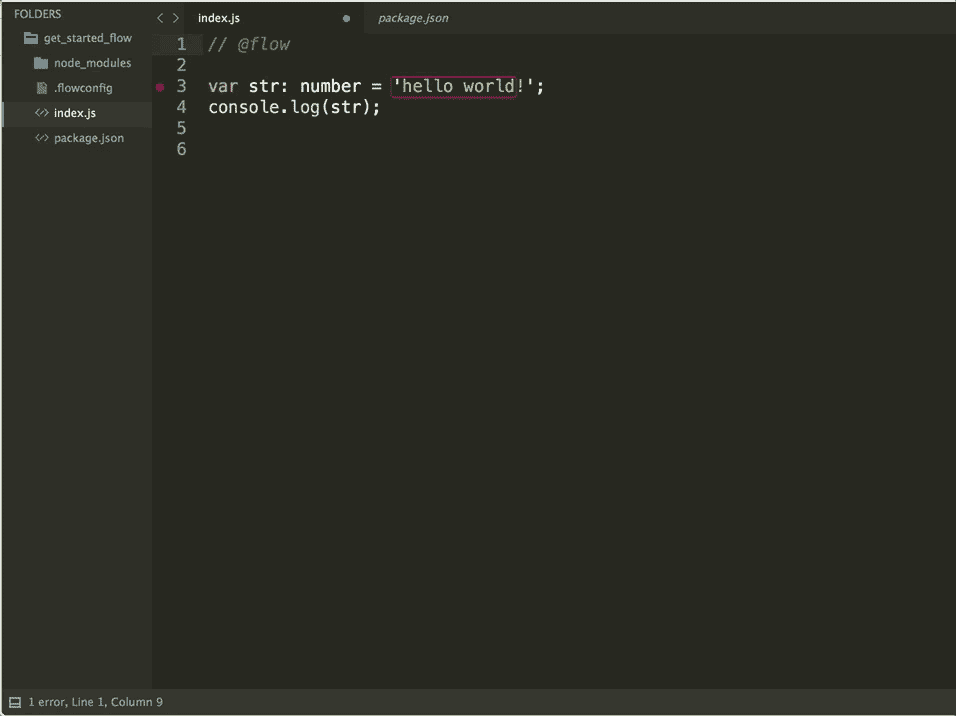 FOLDERS
get_started_flow
node_modules
.flowconfig
index.js
package.json
index.js
package.json
1 // @flow
2
3 var str: number = 'hello world!';
4 console.log(str);
5
6
1 error, Line 1, Column 9